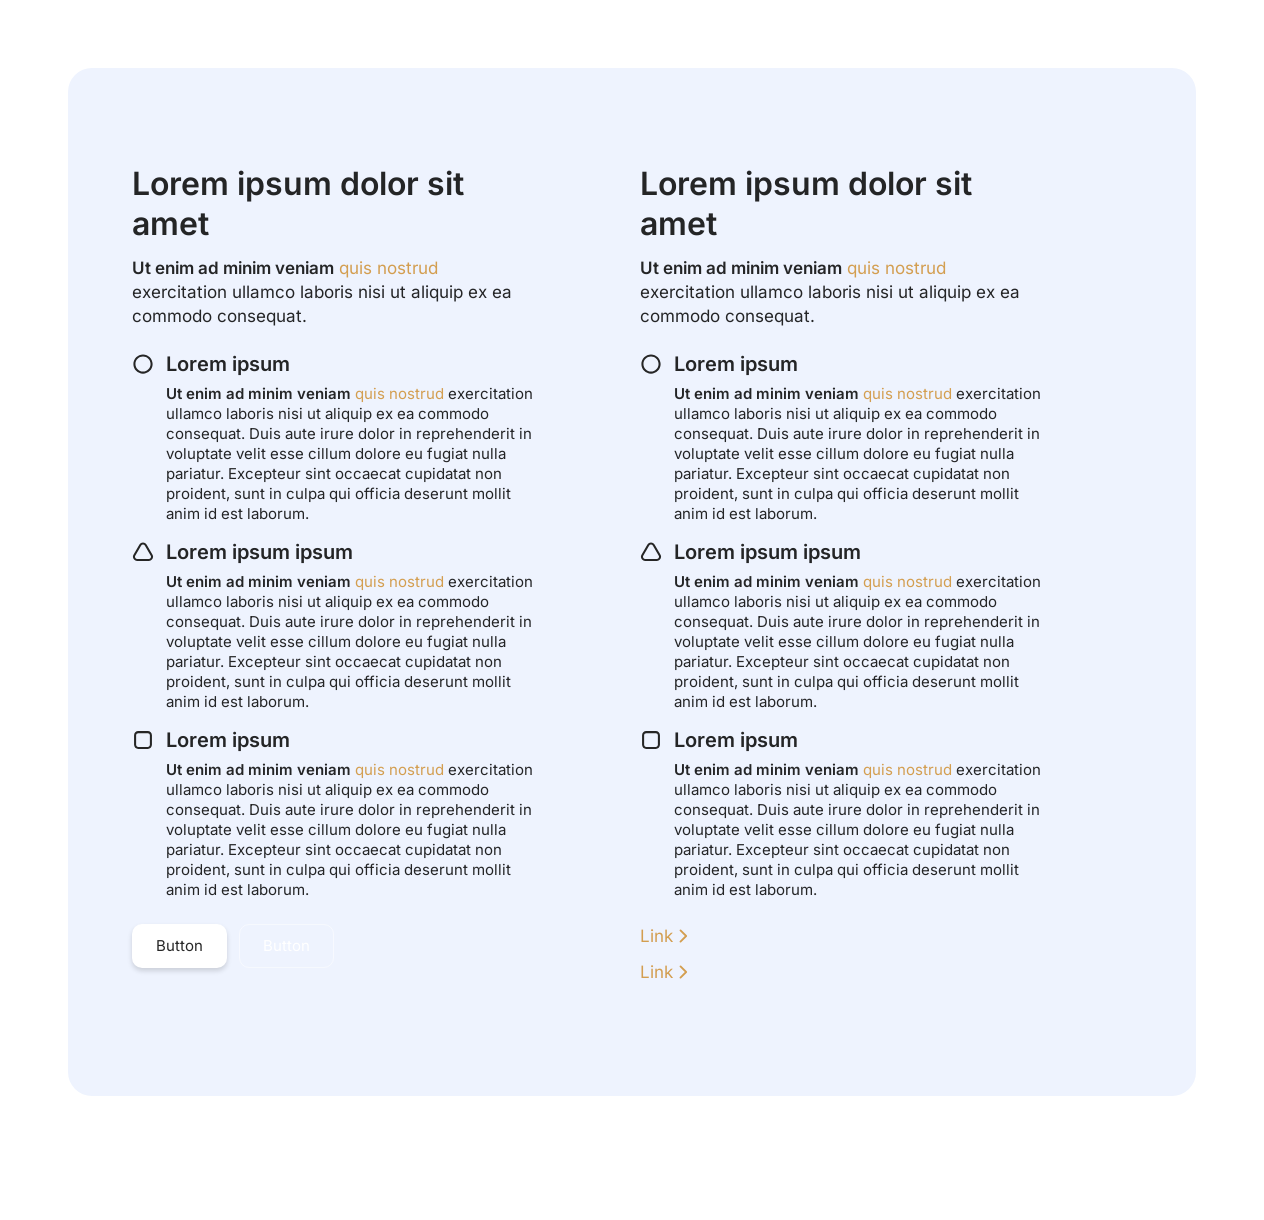 Lorem ipsum dolor sit
amet
Ut enim ad minim veniam quis nostrud
exercitation ullamco laboris nisi ut aliquip ex ea
commodo consequat.
Lorem ipsum
Ut enim ad minim veniam quis nostrud exercitation
ullamco laboris nisi ut aliquip ex ea commodo
consequat. Duis aute irure dolor in reprehenderit in
voluptate velit esse cillum dolore eu fugiat nulla
pariatur. Excepteur sint occaecat cupidatat non
proident, sunt in culpa qui officia deserunt mollit
anim id est laborum.
Lorem ipsum ipsum
Ut enim ad minim veniam quis nostrud exercitation
ullamco laboris nisi ut aliquip ex ea commodo
consequat. Duis aute irure dolor in reprehenderit in
voluptate velit esse cillum dolore eu fugiat nulla
pariatur. Excepteur sint occaecat cupidatat non
proident, sunt in culpa qui officia deserunt mollit
anim id est laborum.
Lorem ipsum
Ut enim ad minim veniam quis nostrud exercitation
ullamco laboris nisi ut aliquip ex ea commodo
consequat. Duis aute irure dolor in reprehenderit in
voluptate velit esse cillum dolore eu fugiat nulla
pariatur. Excepteur sint occaecat cupidatat non
proident, sunt in culpa qui officia deserunt mollit
anim id est laborum.
Button
Button
Lorem ipsum dolor sit
amet
Ut enim ad minim veniam quis nostrud
exercitation ullamco laboris nisi ut aliquip ex ea
commodo consequat.
Lorem ipsum
Ut enim ad minim veniam quis nostrud exercitation
ullamco laboris nisi ut aliquip ex ea commodo
consequat. Duis aute irure dolor in reprehenderit in
voluptate velit esse cillum dolore eu fugiat nulla
pariatur. Excepteur sint occaecat cupidatat non
proident, sunt in culpa qui officia deserunt mollit
anim id est laborum.
Lorem ipsum ipsum
Ut enim ad minim veniam quis nostrud exercitation
ullamco laboris nisi ut aliquip ex ea commodo
consequat. Duis aute irure dolor in reprehenderit in
voluptate velit esse cillum dolore eu fugiat nulla
pariatur. Excepteur sint occaecat cupidatat non
proident, sunt in culpa qui officia deserunt mollit
anim id est laborum.
Lorem ipsum
Ut enim ad minim veniam quis nostrud exercitation
ullamco laboris nisi ut aliquip ex ea commodo
consequat. Duis aute irure dolor in reprehenderit in
voluptate velit esse cillum dolore eu fugiat nulla
pariatur. Excepteur sint occaecat cupidatat non
proident, sunt in culpa qui officia deserunt mollit
anim id est laborum.
Link
Link